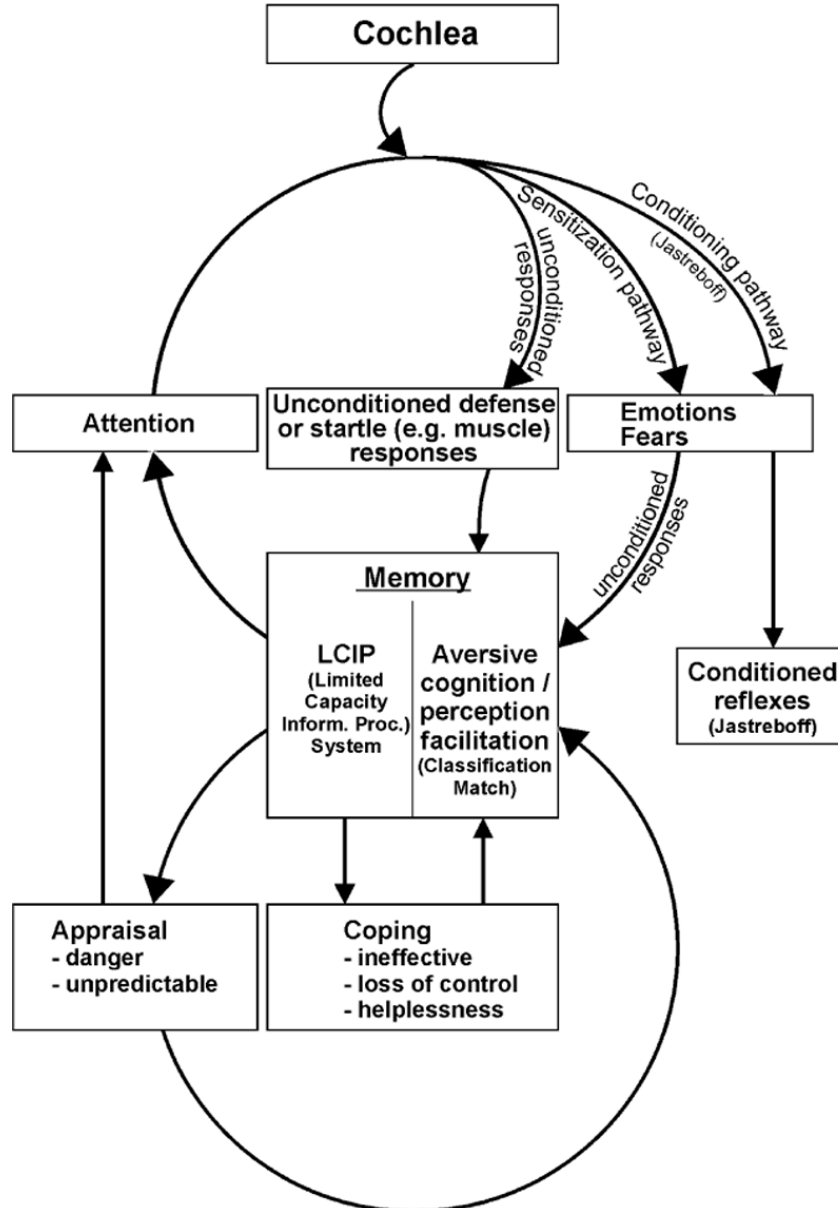 Cochlea
unconditioned
responses
Sensitization pathway
Conditioning pathway
(Jastreboff)
Attention
Unconditioned defense
or startle (e.g. muscle)
responses
Emotions
Fears
unconditioned
responses
Memory
LCIP
(Limited
Capacity
Inform. Proc.)
System
Aversive
cognition /
perception
facilitation
(Classification
Match)
Conditioned
reflexes
(Jastreboff)
Appraisal
- danger
- unpredictable
Coping
- ineffective
- loss of control
- helplessness